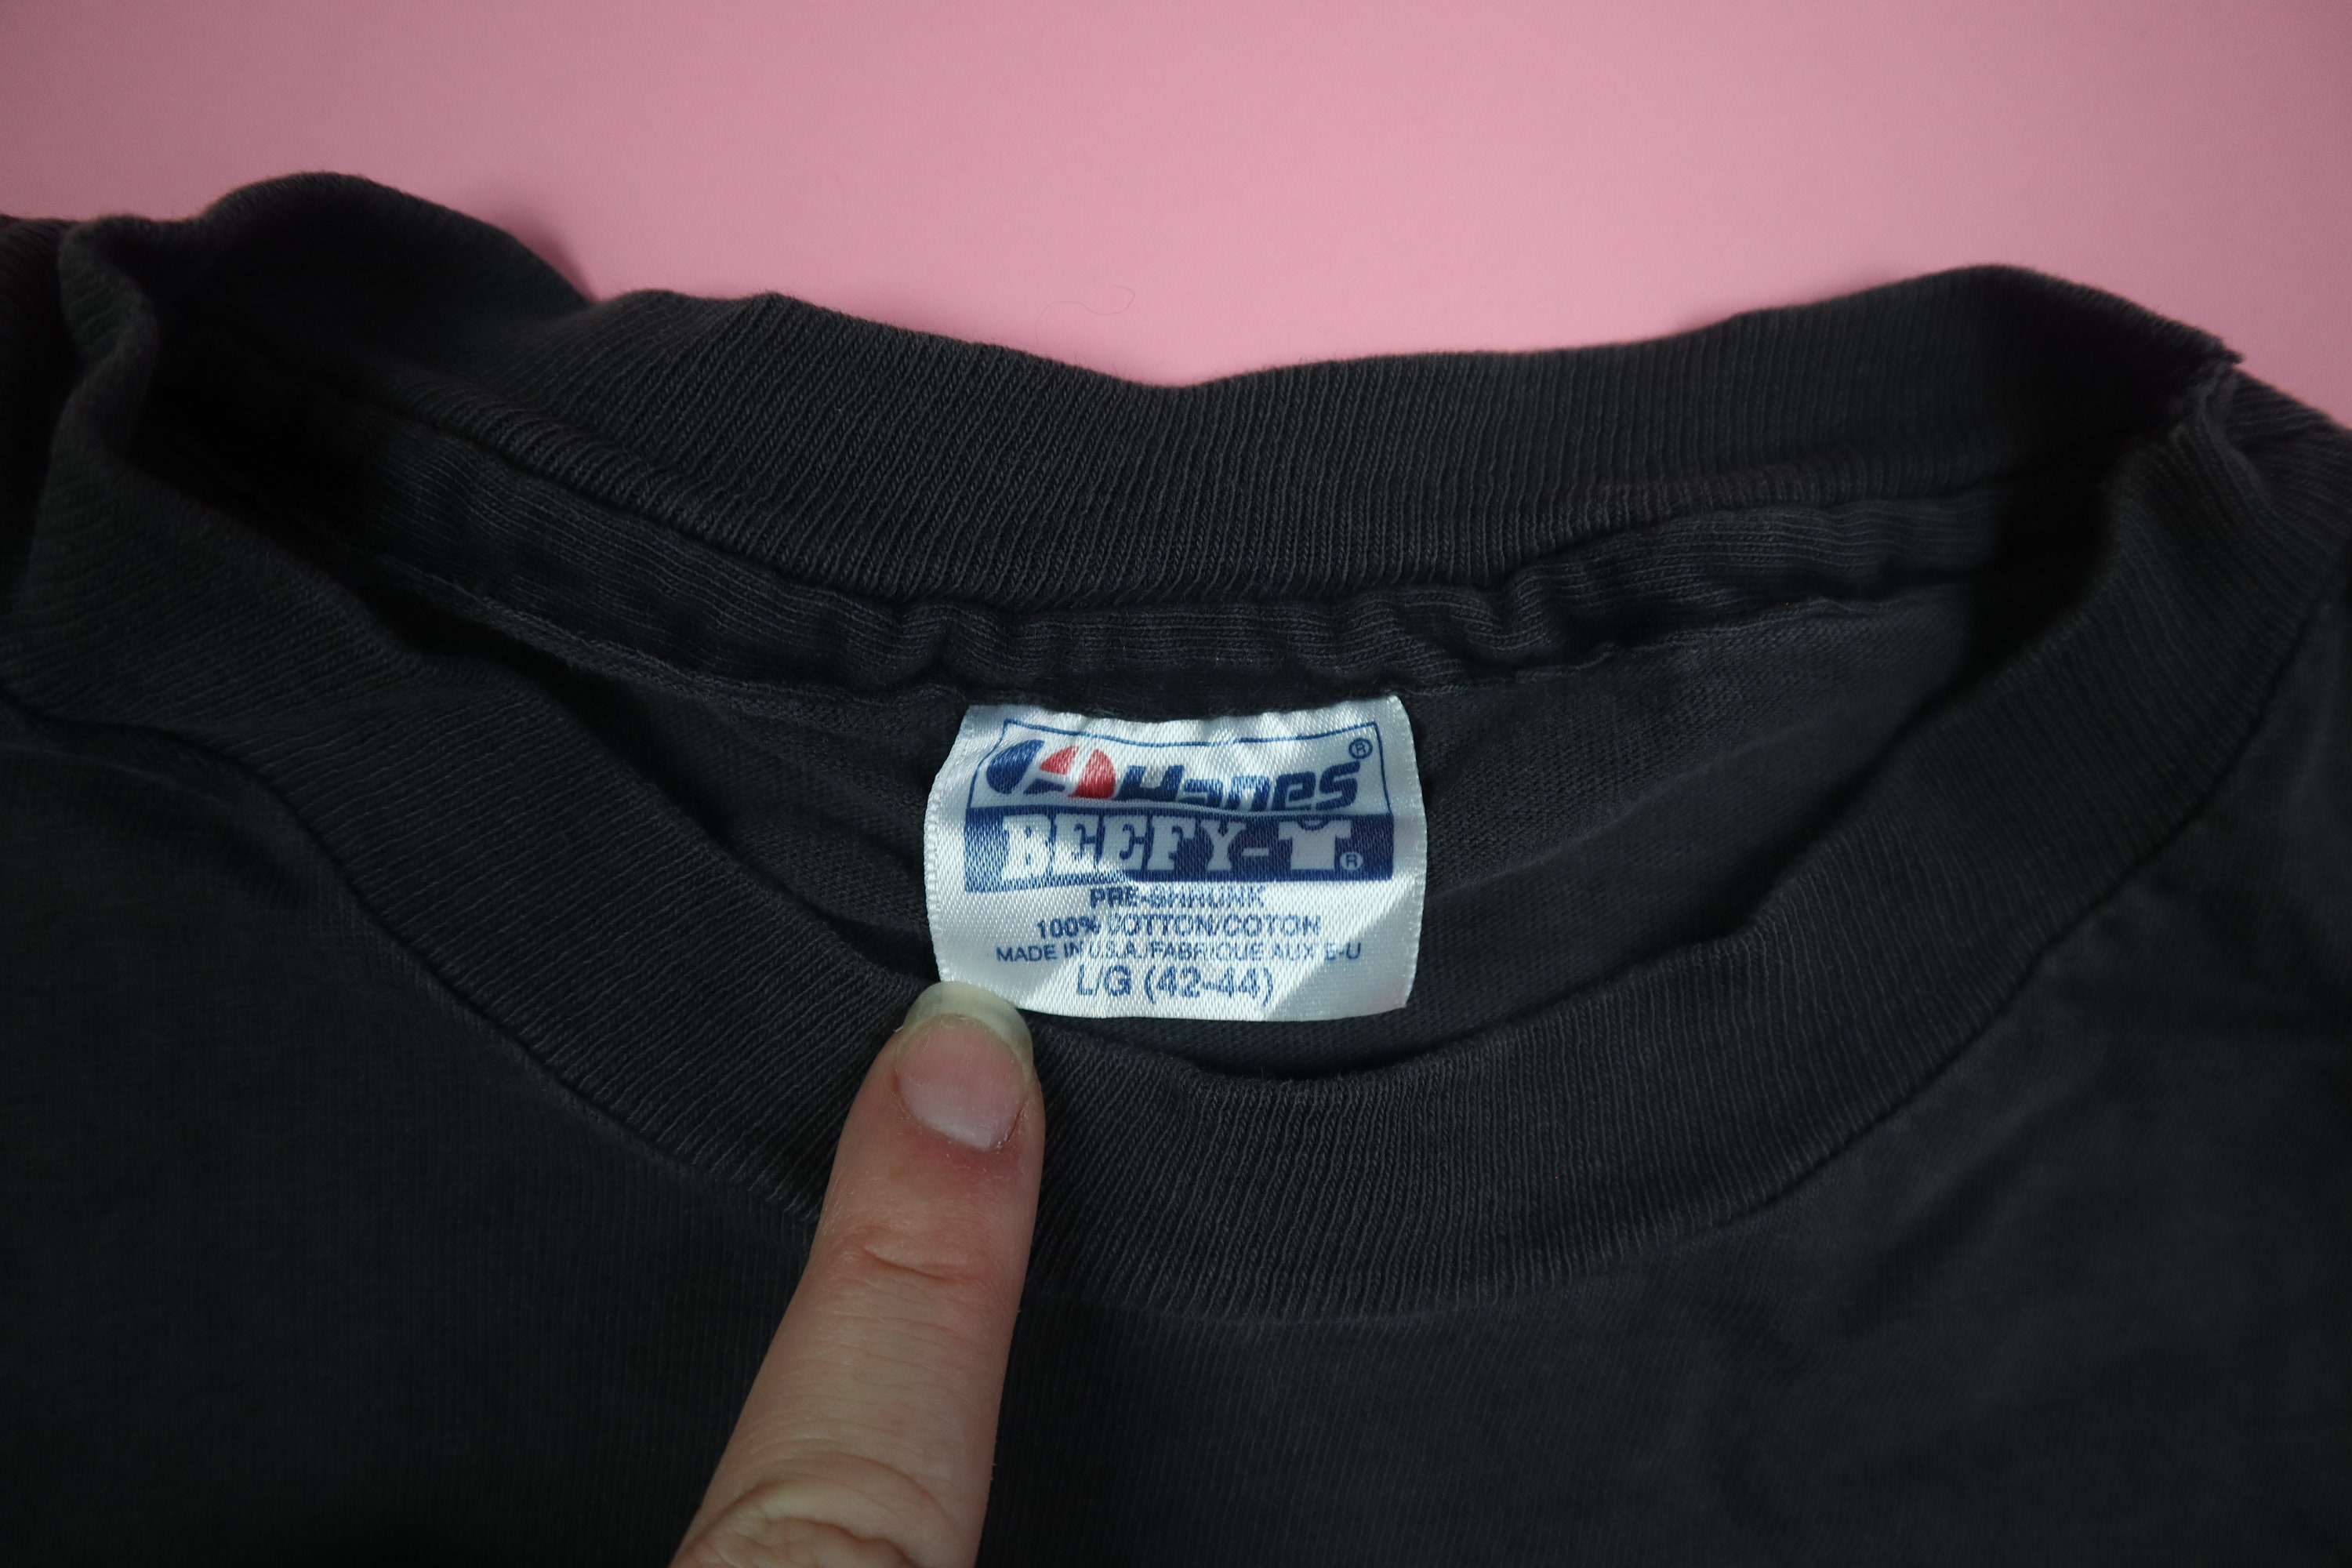 Hanes®
BEEFY-T®
PRE-SHRUNK
100% COTTON/COTON
MADE IN U.S.A./FABRIQUE AUX E-U
L/G (42-44)